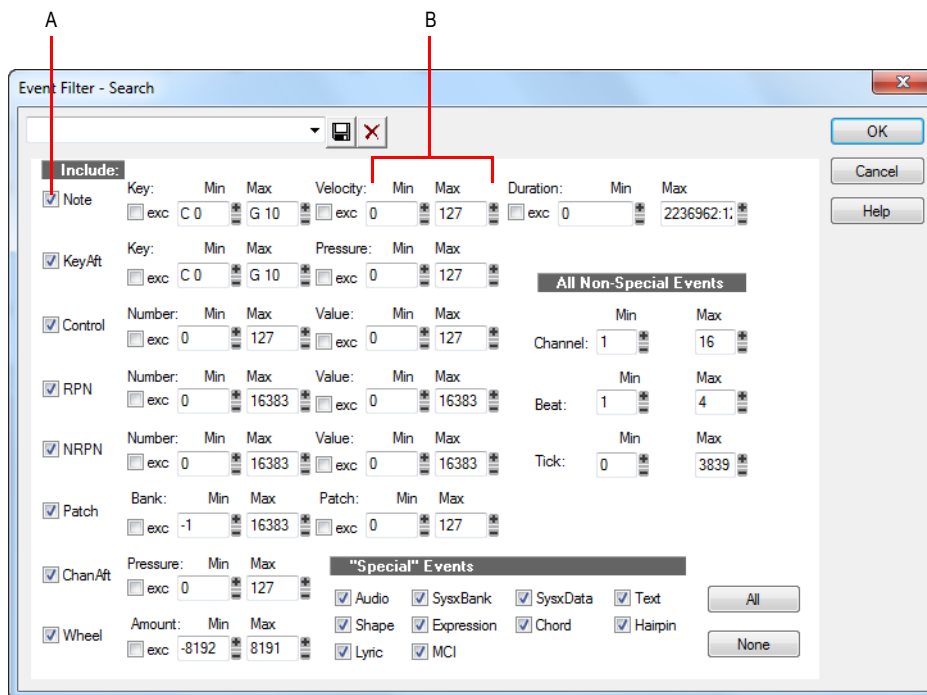 A B
Event Filter - Search
OK
Cancel
Help
Include:
Note Key: Min Max Velocity: Min Max Duration: Min Max
exc C 0 G 10 exc 0 127 exc 0 2236962:1
KeyAft Key: Min Max Pressure: Min Max
exc C 0 G 10 exc 0 127
All Non-Special Events
Control Number: Min Max Value: Min Max
exc 0 127 exc 0 127
Min Max
Channel: 1 16
RPN Number: Min Max Value: Min Max
exc 0 16383 exc 0 16383
Min Max
Beat: 1 4
NRPN Number: Min Max Value: Min Max
exc 0 16383 exc 0 16383
Min Max
Tick: 0 3839
Patch Bank: Min Max Patch: Min Max
exc -1 16383 exc 0 127
ChanAft Pressure: Min Max
exc 0 127
"Special" Events
Audio SysxBank SysxData Text All
Wheel Amount: Min Max
exc -8192 8191
Shape Expression Chord Hairpin
Lyric MCI None